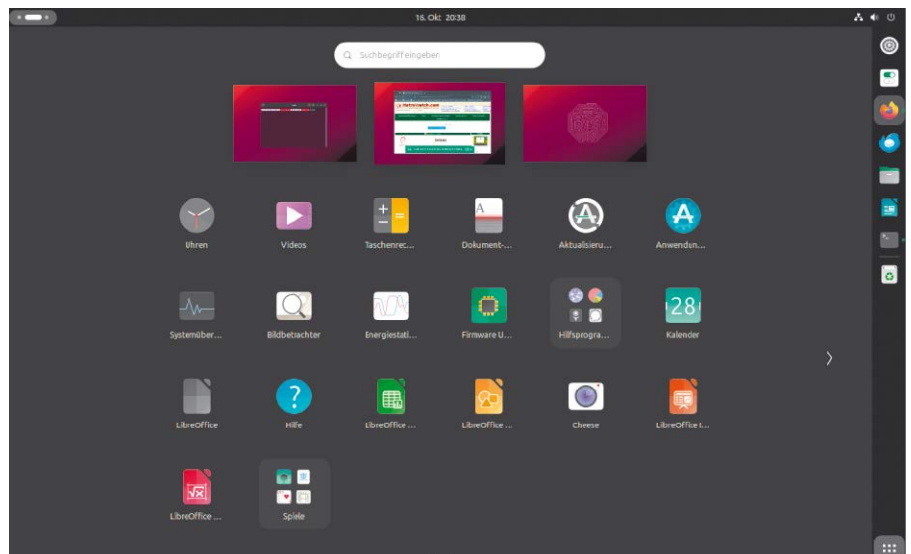 16. Okt 20:38
Suchbegriff eingeben
Uhren
Videos
Taschenrec...
Dokument-...
Aktualisieru...
Anwendun...
Systemüber...
Bildbetrachter
Energiestati...
Firmware U...
Hilfsprogra...
28
Kalender
LibreOffice
Hilfe
LibreOffice ...
LibreOffice ...
Cheese
LibreOffice I...
LibreOffice ...
Spiele